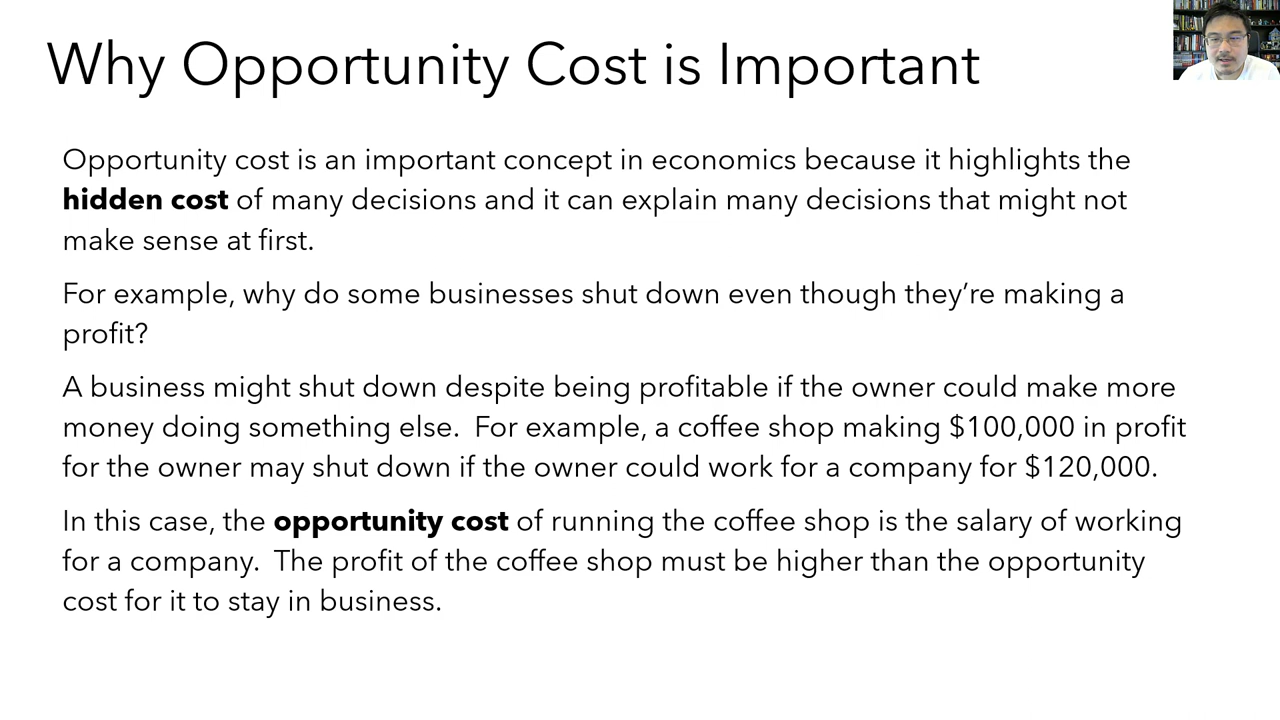 Why Opportunity Cost is Important
Opportunity cost is an important concept in economics because it highlights the
hidden cost of many decisions and it can explain many decisions that might not
make sense at first.
For example, why do some businesses shut down even though they’re making a
profit?
A business might shut down despite being profitable if the owner could make more
money doing something else.  For example, a coffee shop making $100,000 in profit
for the owner may shut down if the owner could work for a company for $120,000.
In this case, the opportunity cost of running the coffee shop is the salary of working
for a company.  The profit of the coffee shop must be higher than the opportunity
cost for it to stay in business.